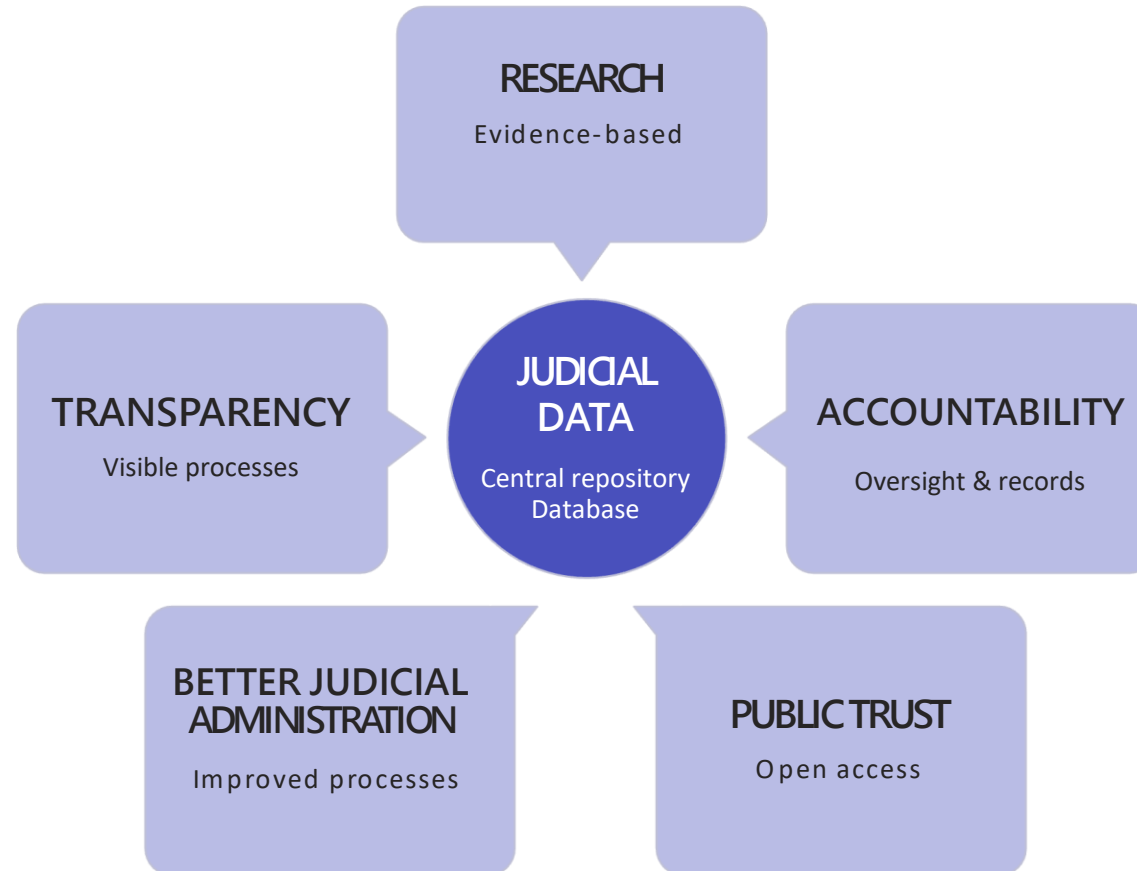 RESEARCH
Evidence-based
TRANSPARENCY
Visible processes
JUDICIAL
DATA
Central repository
Database
ACCOUNTABILITY
Oversight & records
BETTER JUDICIAL
ADMINISTRATION
Improved processes
PUBLIC TRUST
Open access